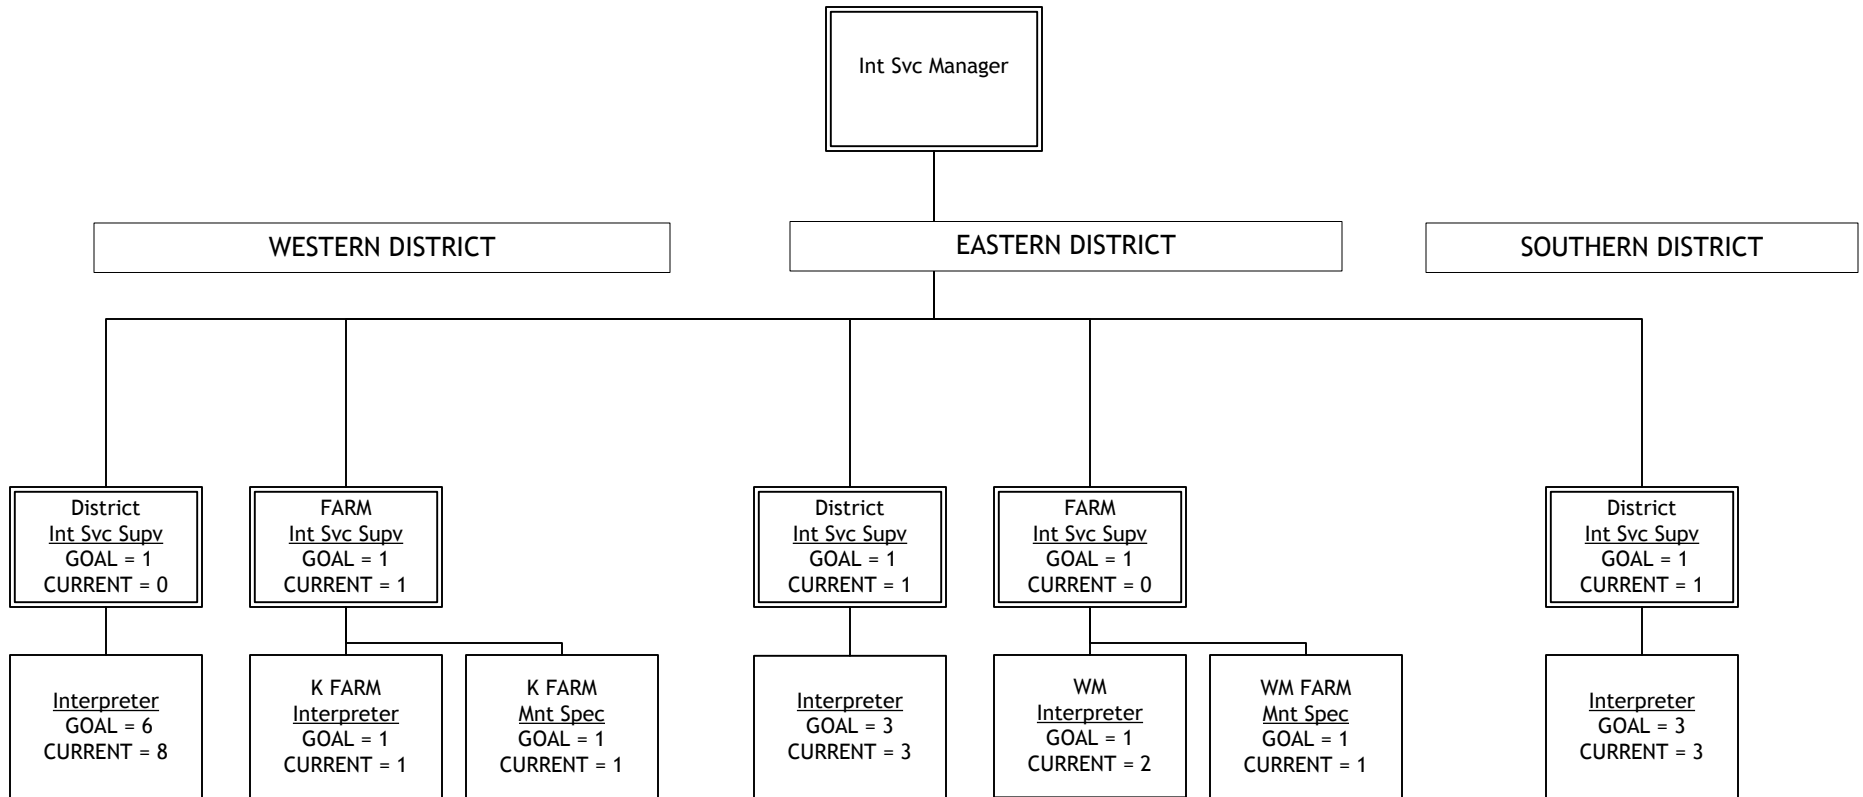 Int Svc Manager
WESTERN DISTRICT
EASTERN DISTRICT
SOUTHERN DISTRICT
District
Int Svc Supv
GOAL = 1
CURRENT = 0
FARM
Int Svc Supv
GOAL = 1
CURRENT = 1
District
Int Svc Supv
GOAL = 1
CURRENT = 1
FARM
Int Svc Supv
GOAL = 1
CURRENT = 0
District
Int Svc Supv
GOAL = 1
CURRENT = 1
Interpreter
GOAL = 6
CURRENT = 8
K FARM
Interpreter
GOAL = 1
CURRENT = 1
K FARM
Mnt Spec
GOAL = 1
CURRENT = 1
Interpreter
GOAL = 3
CURRENT = 3
WM
Interpreter
GOAL = 1
CURRENT = 2
WM FARM
Mnt Spec
GOAL = 1
CURRENT = 1
Interpreter
GOAL = 3
CURRENT = 3